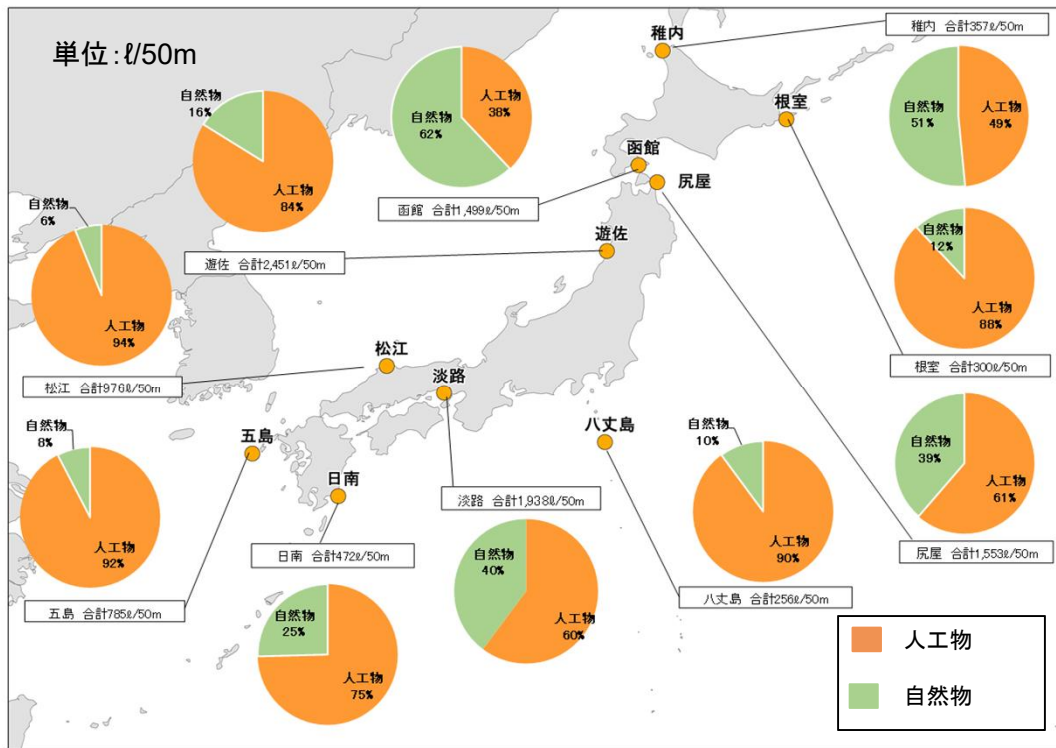 単位:ℓ/50m
稚内 合計357ℓ/50m
稚内
自然物
51%
人工物
49%
自然物
16%
人工物
84%
自然物
62%
人工物
38%
根室
函館
尻屋
函館 合計1,499ℓ/50m
自然物
6%
人工物
94%
遊佐
遊佐 合計2,451ℓ/50m
自然物
12%
人工物
88%
松江
松江 合計976ℓ/50m
根室 合計300ℓ/50m
淡路
五島
日南
八丈島
自然物
8%
人工物
92%
自然物
10%
人工物
90%
自然物
39%
人工物
61%
淡路 合計1,938ℓ/50m
日南 合計472ℓ/50m
尻屋 合計1,553ℓ/50m
五島 合計785ℓ/50m
八丈島 合計256ℓ/50m
自然物
25%
人工物
75%
自然物
40%
人工物
60%
人工物
自然物